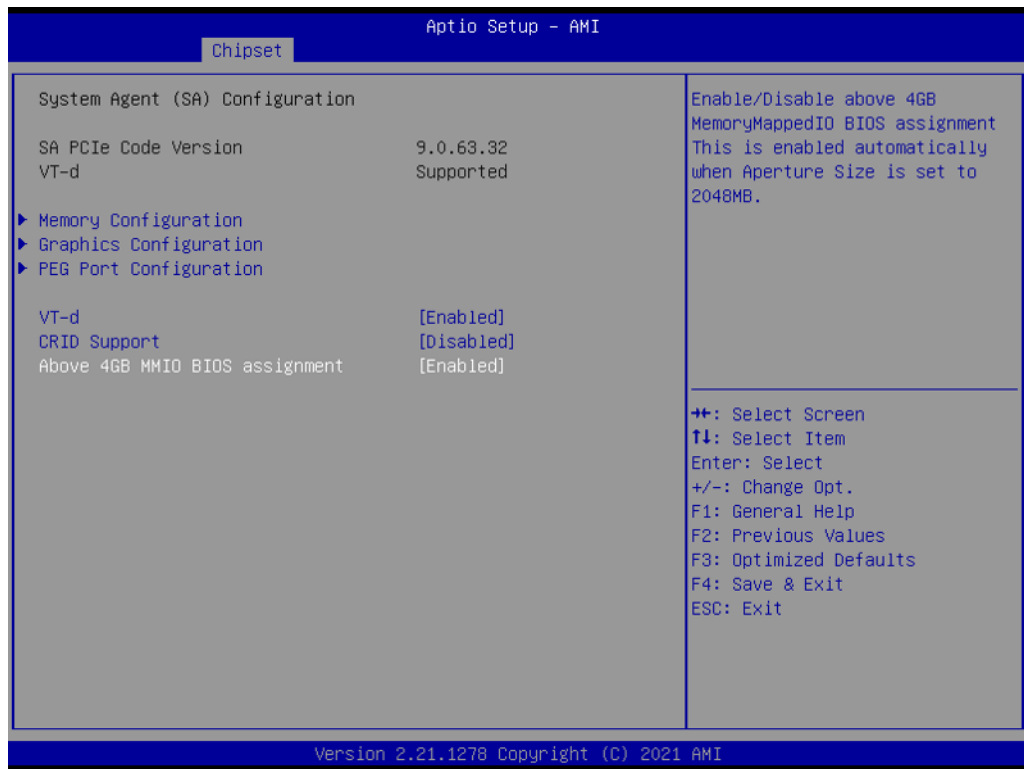 Aptio Setup – AMI
Chipset
System Agent (SA) Configuration
SA PCIe Code Version 9.0.63.32
VT-d Supported
Memory Configuration
Graphics Configuration
PEG Port Configuration
VT-d [Enabled]
CRID Support [Disabled]
Above 4GB MMIO BIOS assignment [Enabled]
Enable/Disable above 4GB
MemoryMappedIO BIOS assignment
This is enabled automatically
when Aperture Size is set to
2048MB.
→←: Select Screen
↑↓: Select Item
Enter: Select
+/-: Change Opt.
F1: General Help
F2: Previous Values
F3: Optimized Defaults
F4: Save & Exit
ESC: Exit
Version 2.21.1278 Copyright (C) 2021 AMI